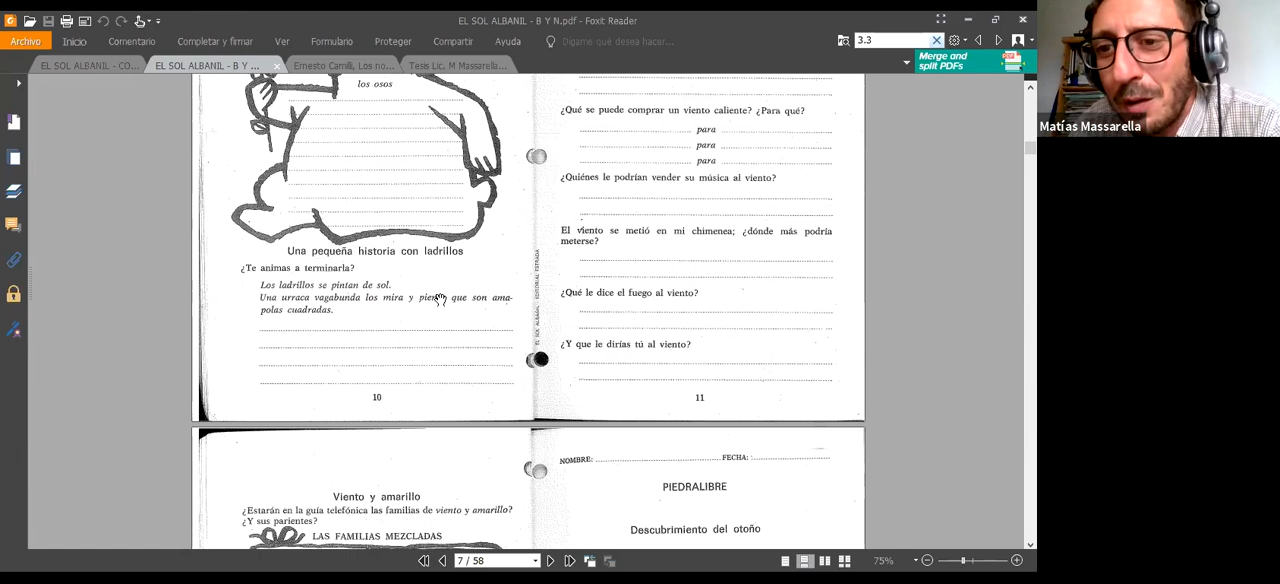 EL SOL ALBANIL - B Y N.pdf - Foxit Reader
Archivo Inicio Comentario Completar y firmar Ver Formulario Proteger Compartir Ayuda Dígame qué desea hacer... 3.3
EL SOL ALBANIL - CO... EL SOL ALBANIL - B Y ... Ernesto Camilli, Los no... Tesis Lic. M Massarella...
Merge and
split PDFs
Matías Massarella
los osos
Una pequeña historia con ladrillos
¿Te animas a terminarla?
Los ladrillos se pintan de sol.
Una urraca vagabunda los mira y que son ama-
polas cuadradas.
10
¿Qué se puede comprar un viento caliente? ¿Para qué?
para
para
para
¿Quiénes le podrían vender su música al viento?
El viento se metió en mi chimenea; ¿dónde más podría
meterse?
¿Qué le dice el fuego al viento?
¿Y que le dirías tú al viento?
11
EL SOL ALBAÑIL - EDITORIAL ESTRADA
Viento y amarillo
¿Estarán en la guía telefónica las familias de viento y amarillo?
¿Y sus parientes?
LAS FAMILIAS MEZCLADAS
NOMBRE: FECHA:
PIEDRALIBRE
Descubrimiento del otoño
7 / 58
75%